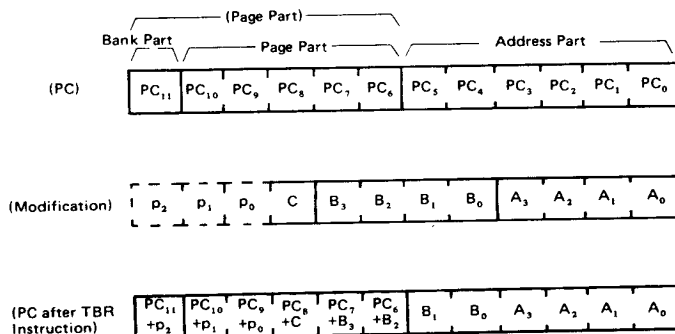 (Page Part)
Bank Part Page Part Address Part
(PC) PC₁₁ PC₁₀ PC₉ PC₈ PC₇ PC₆ PC₅ PC₄ PC₃ PC₂ PC₁ PC₀
(Modification) p₂ p₁ p₀ C B₃ B₂ B₁ B₀ A₃ A₂ A₁ A₀
(PC after TBR PC₁₁ PC₁₀ PC₉ PC₈ PC₇ PC₆ B₁ B₀ A₃ A₂ A₁ A₀
Instruction) +p₂ +p₁ +p₀ +C +B₃ +B₂